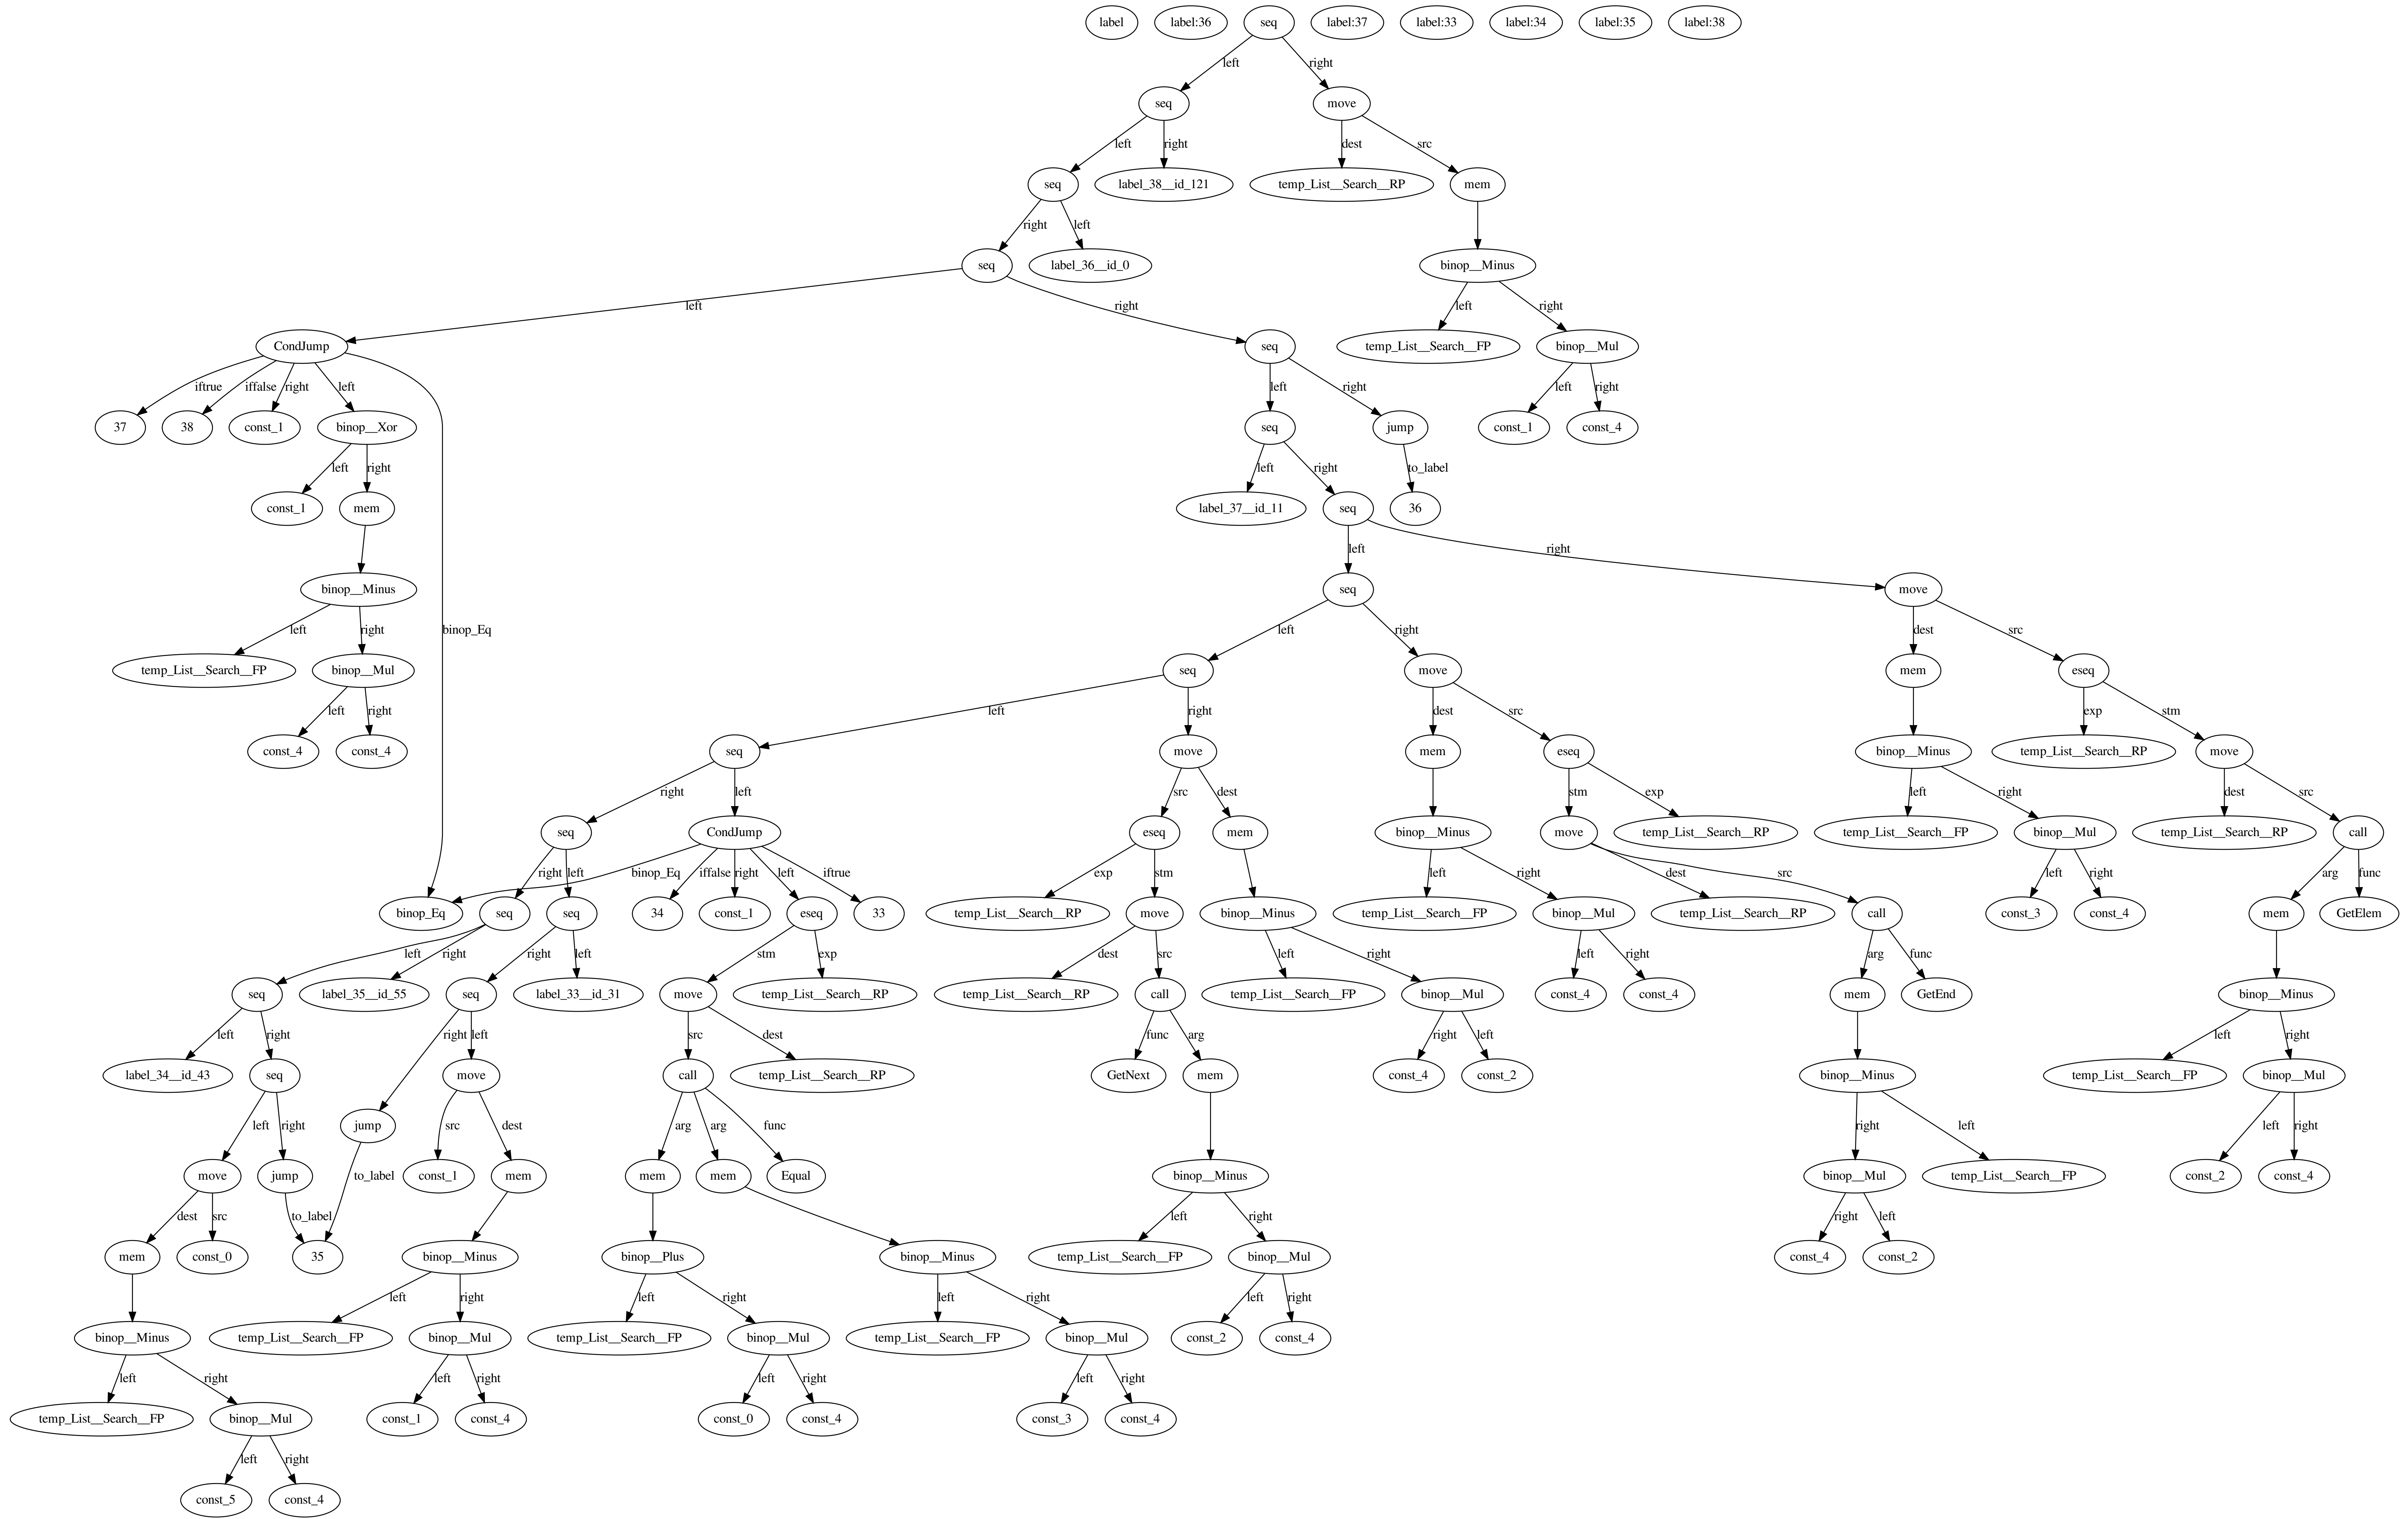 label
label:36
seq
label:37
label:33
label:34
label:35
label:38
left
right
seq
move
left
right
dest
src
seq
label_38__id_121
temp_List__Search__RP
mem
right
left
seq
label_36__id_0
binop__Minus
left
right
left
right
CondJump
seq
temp_List__Search__FP
binop__Mul
iftrue
iffalse
right
left
left
right
left
right
37
38
const_1
binop__Xor
seq
jump
const_1
const_4
left
right
left
right
to_label
const_1
mem
label_37__id_11
seq
36
left
right
binop__Minus
seq
move
left
right
binop_Eq
left
right
dest
src
temp_List__Search__FP
binop__Mul
seq
move
mem
eseq
left
right
left
right
dest
src
exp
stm
const_4
const_4
seq
move
mem
eseq
binop__Minus
temp_List__Search__RP
move
right
left
src
dest
stm
exp
left
right
dest
src
seq
CondJump
eseq
mem
binop__Minus
move
temp_List__Search__RP
temp_List__Search__FP
binop__Mul
temp_List__Search__RP
call
right
left
binop_Eq
iffalse
right
left
iftrue
exp
stm
left
right
dest
src
left
right
arg
func
binop_Eq
seq
seq
34
const_1
eseq
33
temp_List__Search__RP
move
binop__Minus
temp_List__Search__FP
binop__Mul
temp_List__Search__RP
call
const_3
const_4
mem
GetElem
left
right
right
left
stm
exp
dest
src
left
right
left
right
arg
func
seq
label_35__id_55
seq
label_33__id_31
move
temp_List__Search__RP
temp_List__Search__RP
call
temp_List__Search__FP
binop__Mul
const_4
const_4
mem
GetEnd
binop__Minus
left
right
right
left
src
dest
func
arg
right
left
left
right
label_34__id_43
seq
move
call
temp_List__Search__RP
GetNext
mem
const_4
const_2
binop__Minus
temp_List__Search__FP
binop__Mul
left
right
jump
src
dest
arg
arg
func
right
left
left
right
move
jump
to_label
const_1
mem
mem
mem
Equal
binop__Minus
binop__Mul
temp_List__Search__FP
const_2
const_4
dest
src
to_label
left
right
right
left
mem
const_0
35
binop__Minus
binop__Plus
binop__Minus
temp_List__Search__FP
binop__Mul
const_4
const_2
left
right
left
right
left
right
left
right
binop__Minus
temp_List__Search__FP
binop__Mul
temp_List__Search__FP
binop__Mul
temp_List__Search__FP
binop__Mul
const_2
const_4
left
right
left
right
left
right
left
right
temp_List__Search__FP
binop__Mul
const_1
const_4
const_0
const_4
const_3
const_4
left
right
const_5
const_4